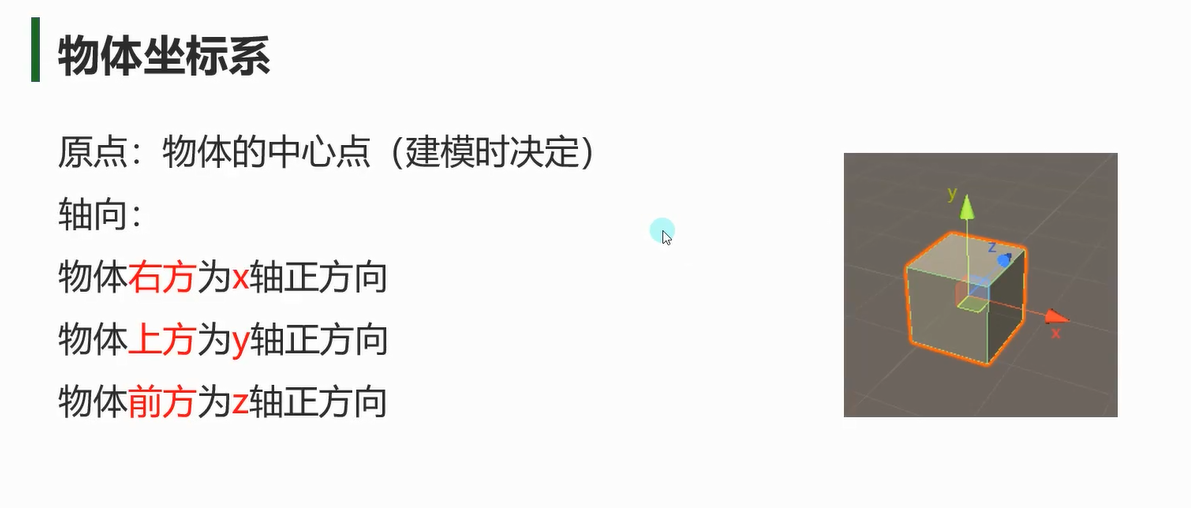 物体坐标系
原点：物体的中心点（建模时决定）
轴向：
物体右方为x轴正方向
物体上方为y轴正方向
物体前方为z轴正方向
y
z
x